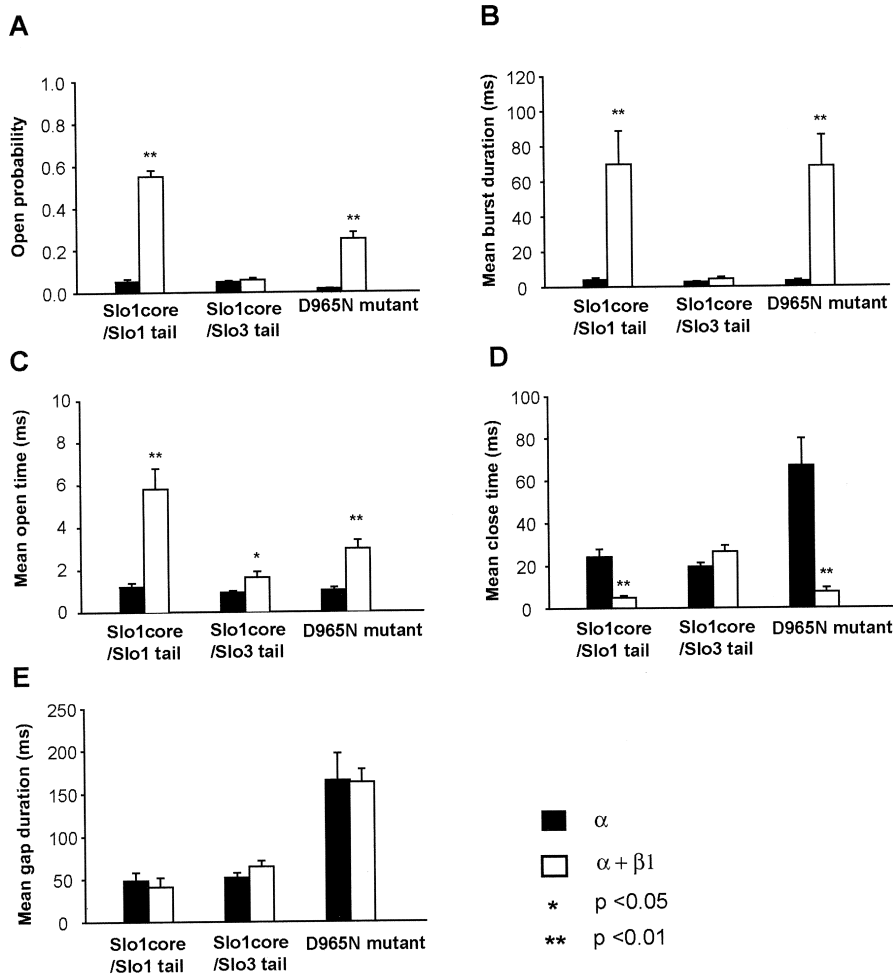 A
Open probability
1.0
0.8
0.6
0.4
0.2
0.0
**
**
Slo1core
/Slo1 tail
Slo1core
/Slo3 tail
D965N mutant
B
Mean burst duration (ms)
120
100
80
60
40
20
0
**
**
Slo1core
/Slo1 tail
Slo1core
/Slo3 tail
D965N mutant
C
Mean open time (ms)
10
8
6
4
2
0
**
*
**
Slo1core
/Slo1 tail
Slo1core
/Slo3 tail
D965N mutant
D
Mean close time (ms)
100
80
60
40
20
0
**
**
Slo1core
/Slo1 tail
Slo1core
/Slo3 tail
D965N mutant
E
Mean gap duration (ms)
250
200
150
100
50
0
Slo1core
/Slo1 tail
Slo1core
/Slo3 tail
D965N mutant
α
α + β1
* p <0.05
** p <0.01